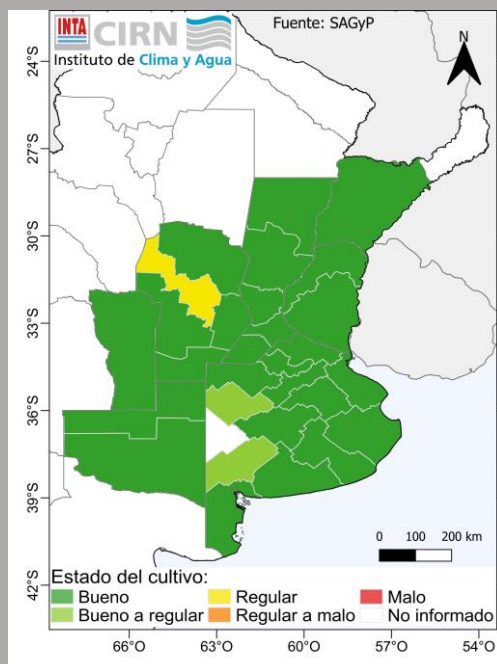 INTA CIRN
Instituto de Clima y Agua
Fuente: SAGyP
N
24°S
27°S
30°S
33°S
36°S
39°S
42°S
0 100 200 km
Estado del cultivo:
Bueno Regular Malo
Bueno a regular Regular a malo No informado
66°O 63°O 60°O 57°O 54°O